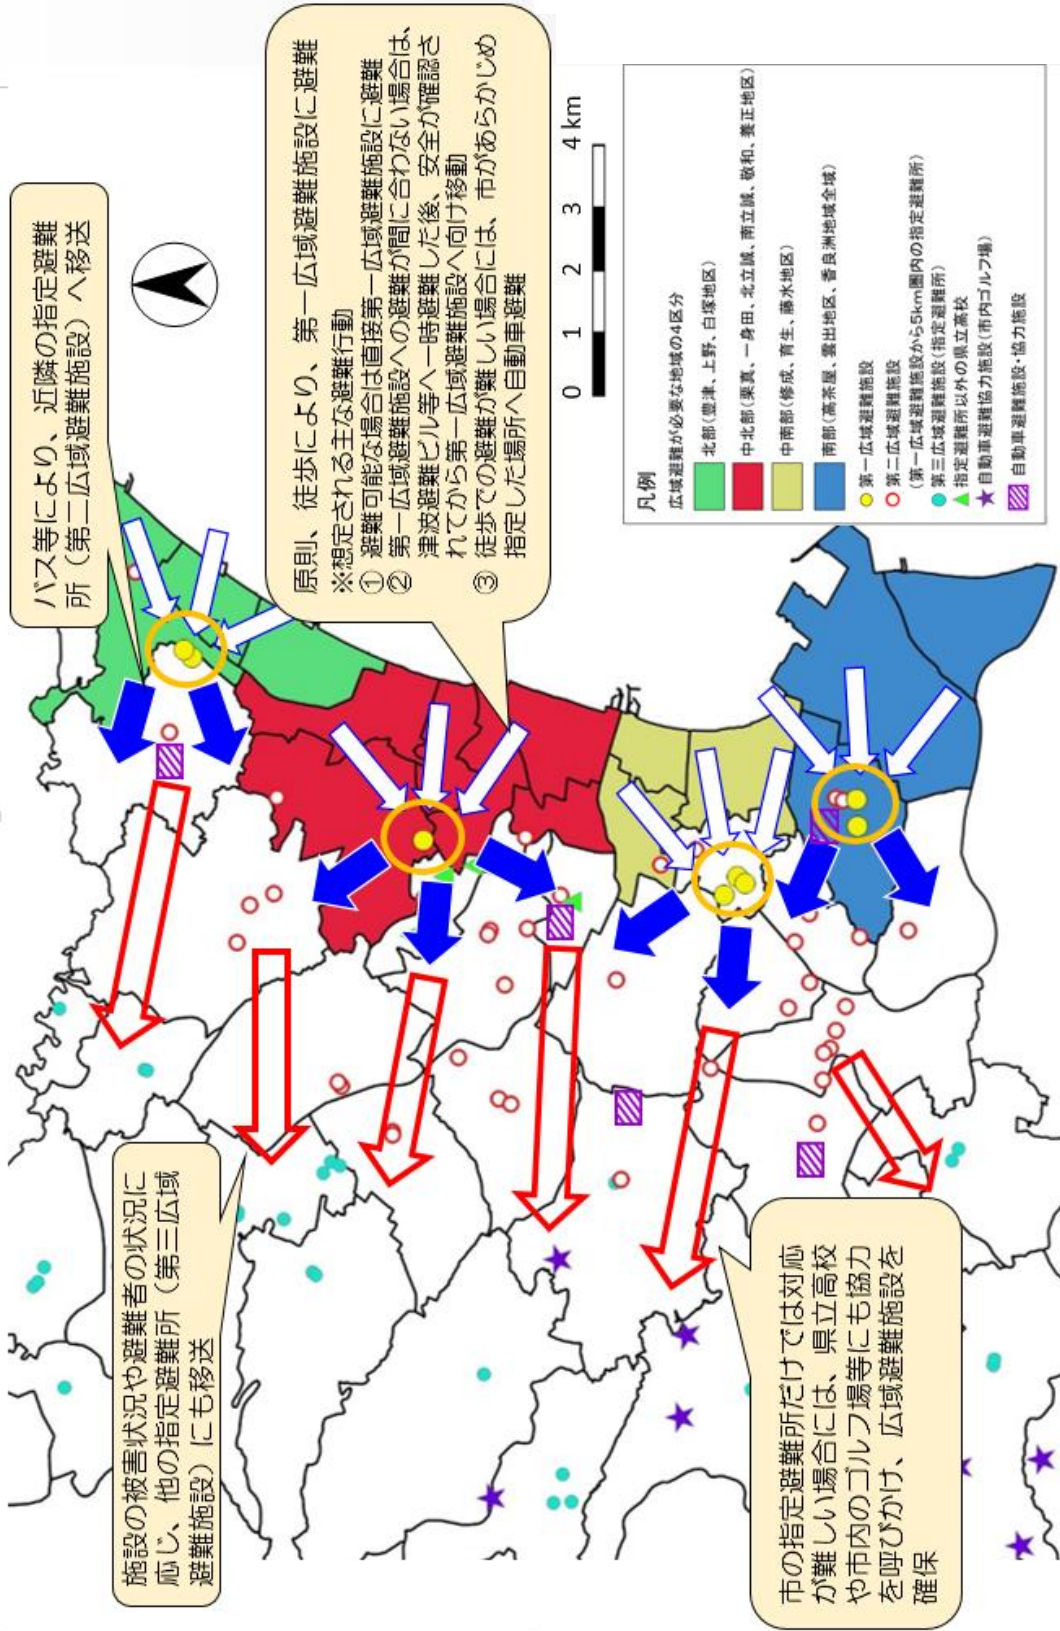 バス等により、近隣の指定避難
所（第二広域避難施設）へ移送
原則、徒歩により、第一広域避難施設に避難
※想定される主な避難行動
① 避難可能な場合は直接第一広域避難施設に避難
② 第一広域避難施設への避難が間に合わない場合は、
津波避難ビル等へ一時避難した後、安全が確認さ
れてから第一広域避難施設へ向け移動
③ 徒歩での避難が難しい場合には、市があらかじめ
指定した場所へ自動車避難
施設の被害状況や避難者の状況に
応じ、他の指定避難所（第三広域
避難施設）にも移送
市の指定避難所だけでは対応
が難しい場合には、県立高校
や市内のゴルフ場等にも協力
を呼びかけ、広域避難施設を
確保
0 1 2 3 4 km
凡例
広域避難が必要な地域の4区分
北部（豊津、上野、白塚地区）
中北部（栗真、一身田、北立誠、南立誠、敬和、養正地区）
中南部（修成、育生、藤水地区）
南部（高茶屋、雲出地区、香良洲地域全域）
第一広域避難施設
第二広域避難施設
（第一広域避難施設から5km圏内の指定避難所）
第三広域避難施設（指定避難所）
指定避難所以外の県立高校
自動車避難協力施設（市内ゴルフ場）
自動車避難施設・協力施設